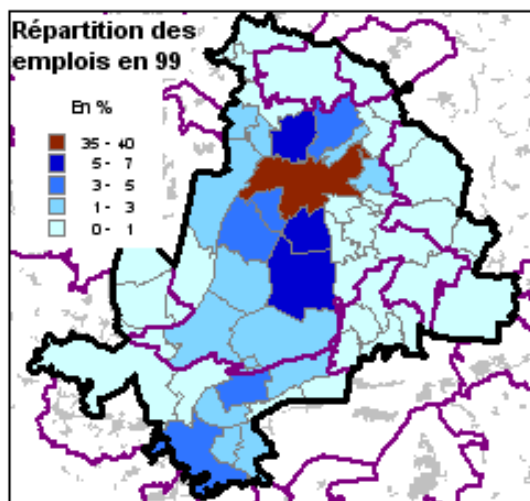 Répartition des
emplois en 99
En %
35 - 40
5 - 7
3 - 5
1 - 3
0 - 1